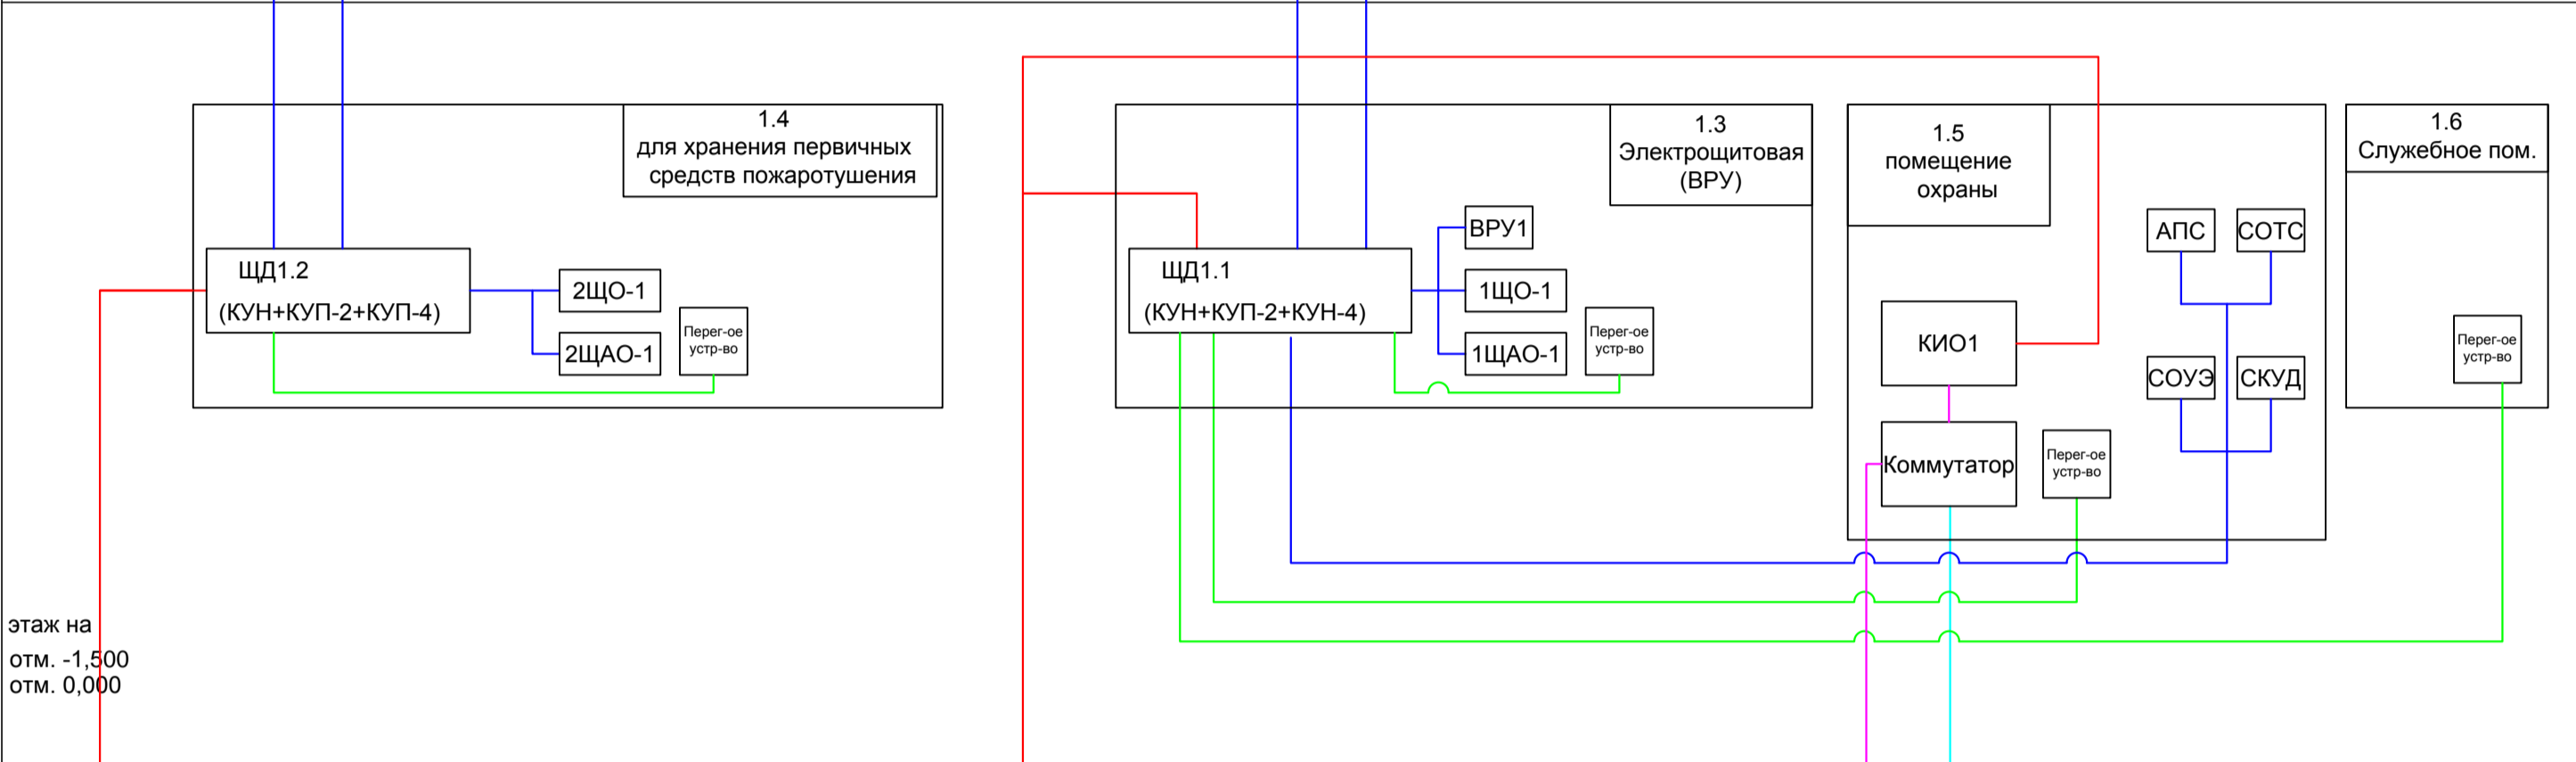 1.4
для хранения первичных
средств пожаротушения
ЩД1.2
(КУН+КУП-2+КУП-4)
2ЩО-1
2ЩАО-1
Перег-ое
устр-во
1.3
Электрощитовая
(ВРУ)
ЩД1.1
(КУН+КУП-2+КУН-4)
ВРУ1
1ЩО-1
1ЩАО-1
Перег-ое
устр-во
1.5
помещение
охраны
КИО1
Коммутатор
Перег-ое
устр-во
АПС
СОТС
СОУЭ
СКУД
1.6
Служебное пом.
Перег-ое
устр-во
этаж на
отм. -1,500
отм. 0,000